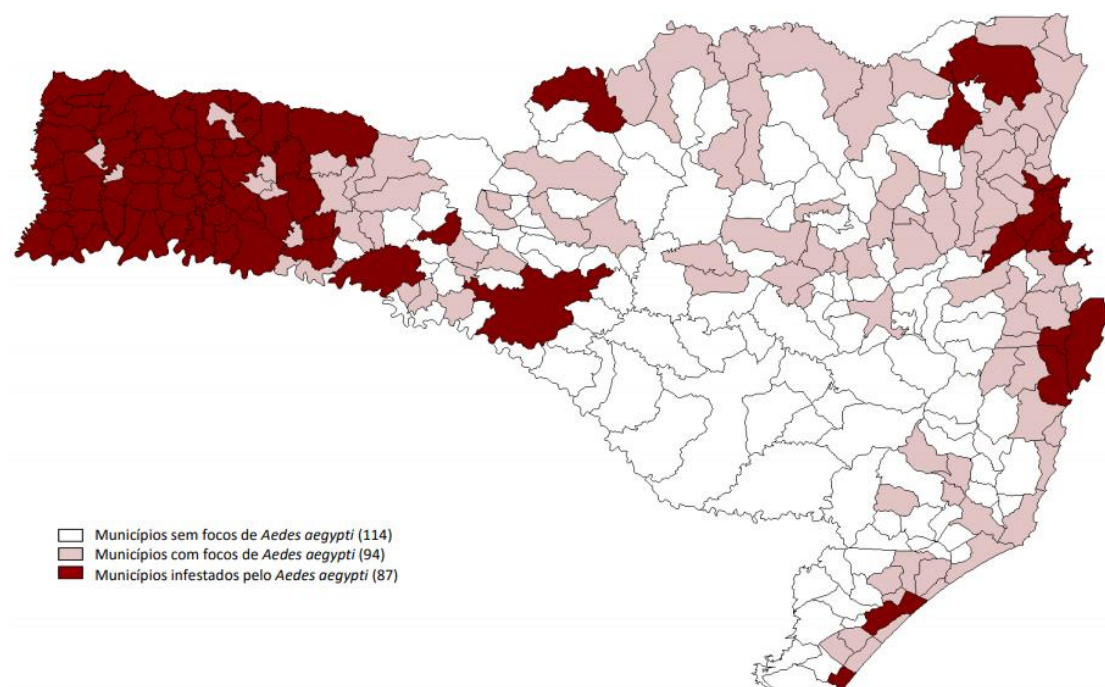 Municípios sem focos de Aedes aegypti (114)
Municípios com focos de Aedes aegypti (94)
Municípios infestados pelo Aedes aegypti (87)